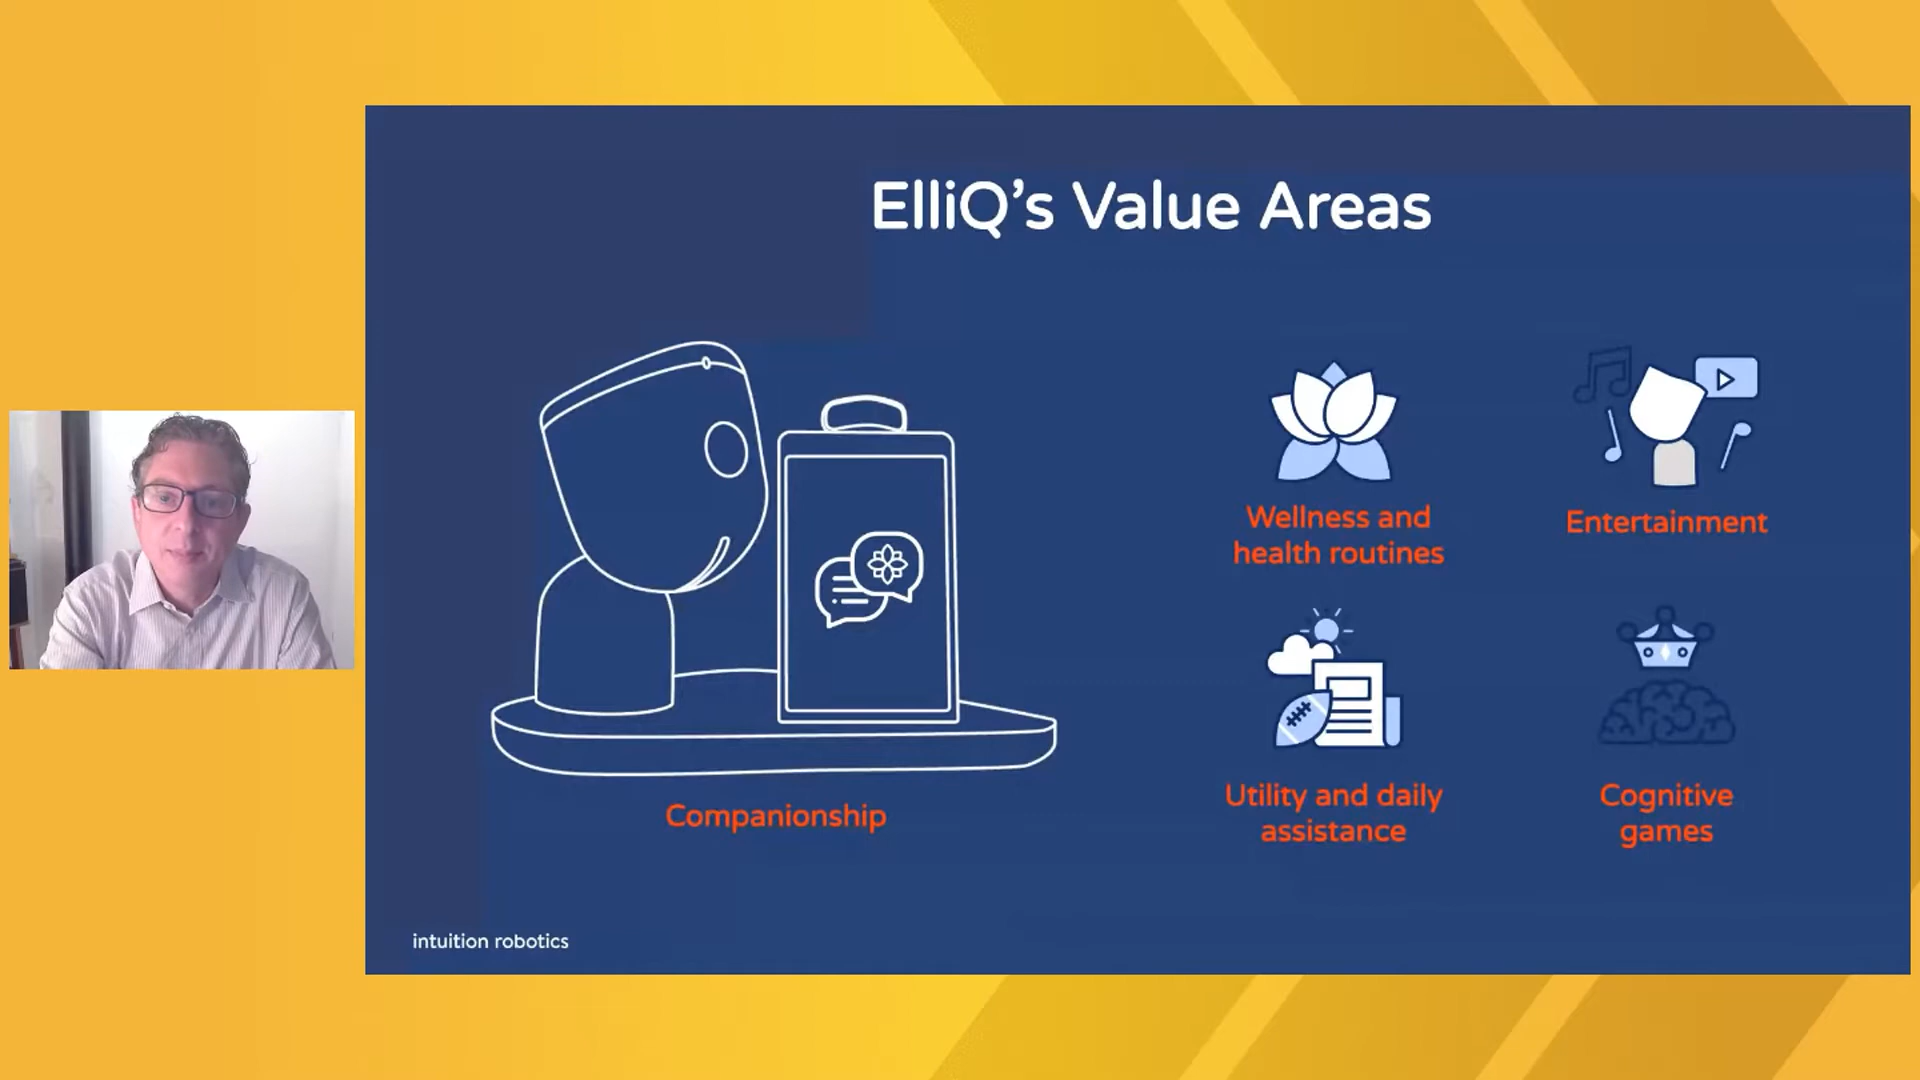 ElliQ's Value Areas
Wellness and
health routines
Entertainment
Companionship
Utility and daily
assistance
Cognitive
games
intuition robotics